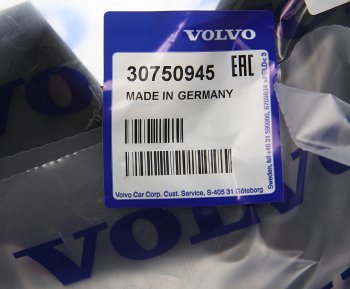 VOLVO
30750945 EAC
MADE IN GERMANY
Volvo Car Corp. Cust. Service, S-405 31 Göteborg
VOLVO